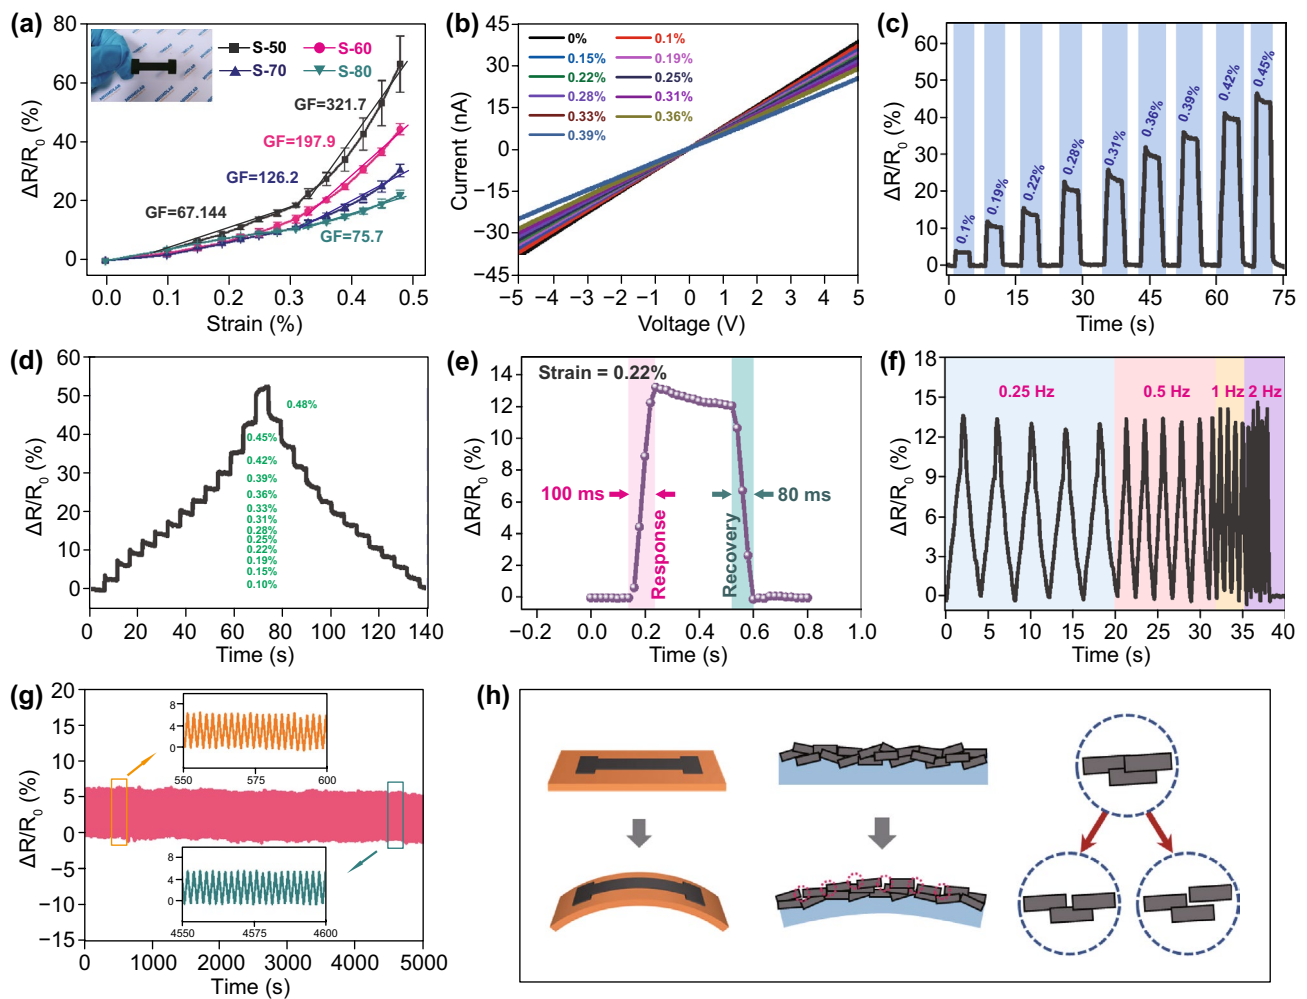 (a)
80
60
40
20
0
ΔR/R0 (%)
S-50
S-60
S-70
S-80
GF=321.7
GF=197.9
GF=126.2
GF=67.144
GF=75.7
0.0 0.1 0.2 0.3 0.4 0.5
Strain (%)
(b)
45
30
15
0
−15
−30
−45
Current (nA)
0% 0.1%
0.15% 0.19%
0.22% 0.25%
0.28% 0.31%
0.33% 0.36%
0.39%
−5 −4 −3 −2 −1 0 1 2 3 4 5
Voltage (V)
(c)
60
50
40
30
20
10
0
ΔR/R0 (%)
0.1%
0.19%
0.22%
0.28%
0.31%
0.36%
0.39%
0.42%
0.45%
0 15 30 45 60 75
Time (s)
(d)
60
50
40
30
20
10
0
ΔR/R0 (%)
0.48%
0.45%
0.42%
0.39%
0.36%
0.33%
0.31%
0.28%
0.25%
0.22%
0.19%
0.15%
0.10%
0 20 40 60 80 100 120 140
Time (s)
(e)
14
12
10
8
6
4
2
0
ΔR/R0 (%)
Strain = 0.22%
100 ms
80 ms
Response
Recovery
−0.2 0.0 0.2 0.4 0.6 0.8 1.0
Time (s)
(f)
18
15
12
9
6
3
0
ΔR/R0 (%)
0.25 Hz 0.5 Hz 1 Hz 2 Hz
0 5 10 15 20 25 30 35 40
Time (s)
(g)
20
15
10
5
0
−5
−10
−15
ΔR/R0 (%)
8
4
0
550 575 600
8
4
0
4550 4575 4600
0 1000 2000 3000 4000 5000
Time (s)
(h)